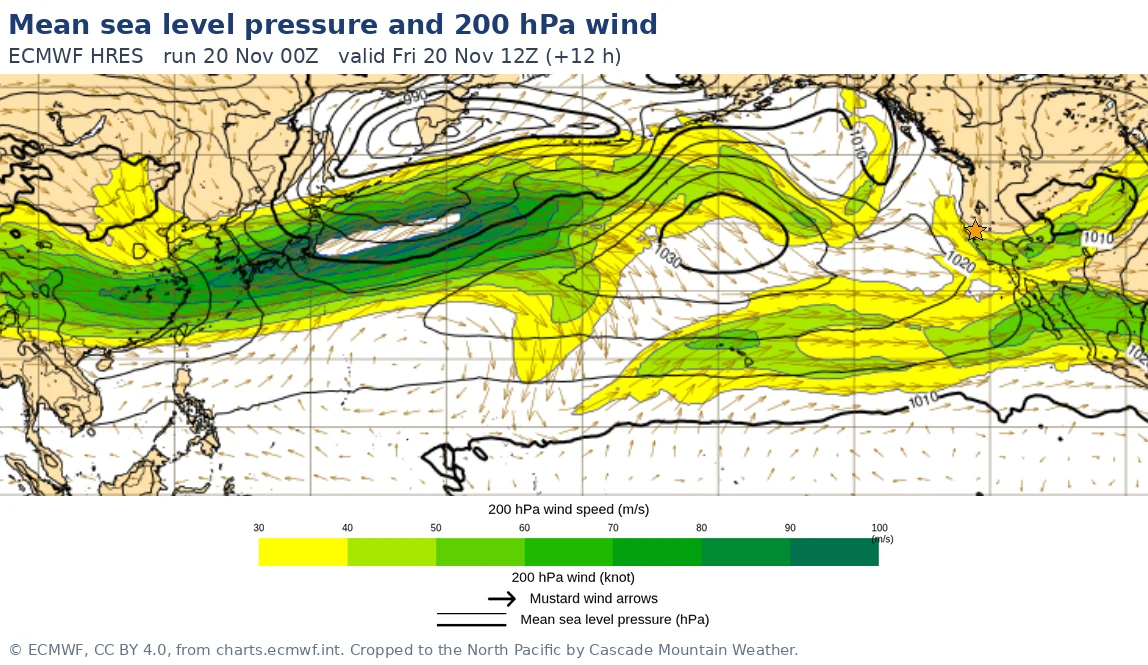 Mean sea level pressure and 200 hPa wind
ECMWF HRES run 20 Nov 00Z valid Fri 20 Nov 12Z (+12 h)
990
1010
1030
1020
1010
1010
200 hPa wind speed (m/s)
30 40 50 60 70 80 90 100
(m/s)
200 hPa wind (knot)
Mustard wind arrows
Mean sea level pressure (hPa)
© ECMWF, CC BY 4.0, from charts.ecmwf.int. Cropped to the North Pacific by Cascade Mountain Weather.